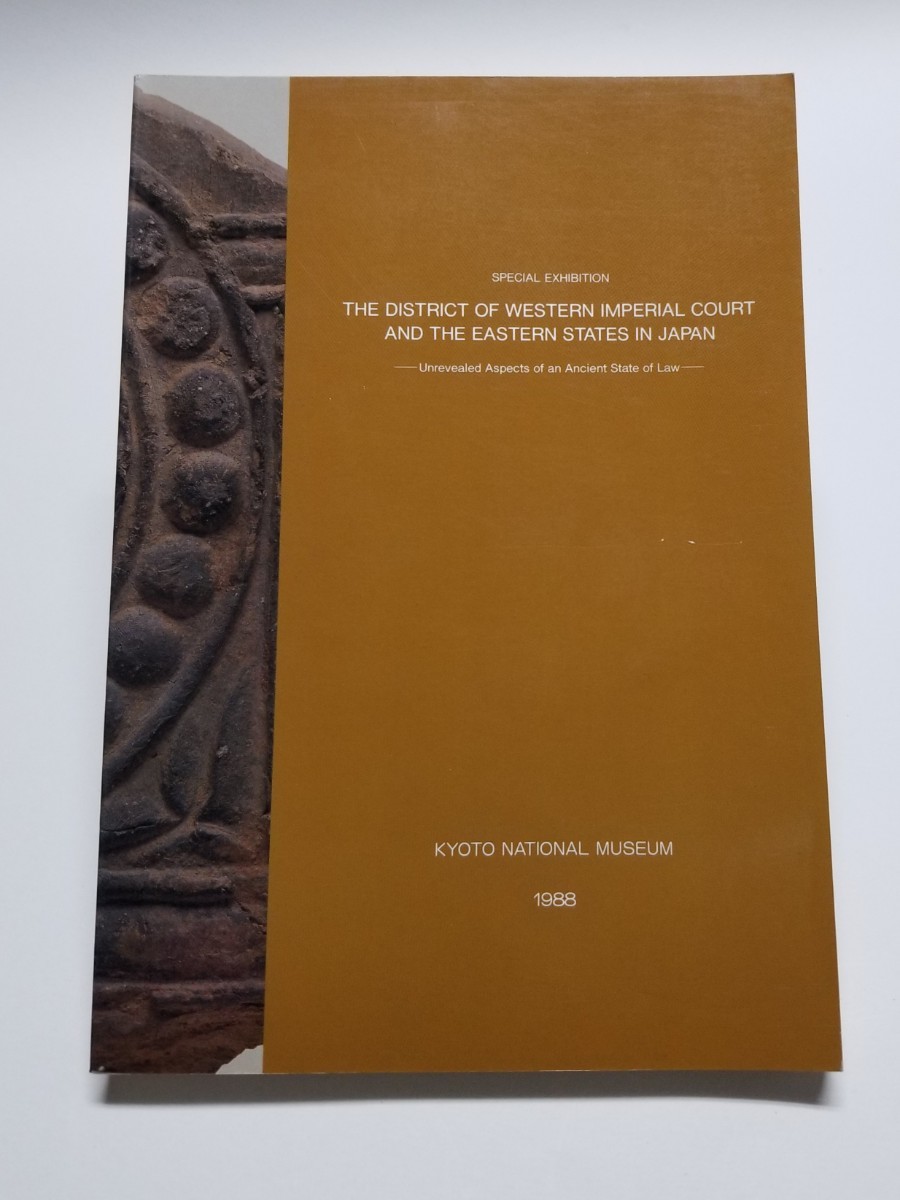 SPECIAL EXHIBITION
THE DISTRICT OF WESTERN IMPERIAL COURT
AND THE EASTERN STATES IN JAPAN
—Unrevealed Aspects of an Ancient State of Law—
KYOTO NATIONAL MUSEUM
1988